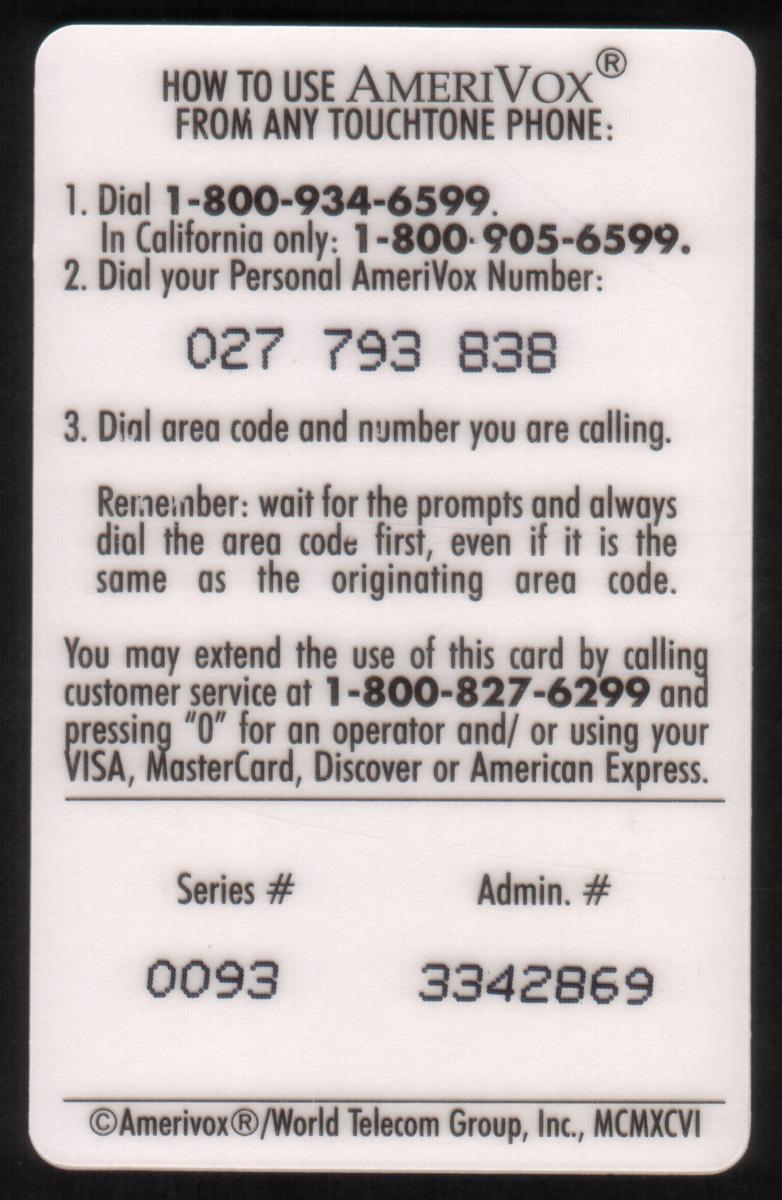 HOW TO USE AMERIVOX®
FROM ANY TOUCHTONE PHONE:
1. Dial 1-800-934-6599.
In California only: 1-800-905-6599.
2. Dial your Personal AmeriVox Number:
027 793 838
3. Dial area code and number you are calling.
Remember: wait for the prompts and always
dial the area code first, even if it is the
same as the originating area code.
You may extend the use of this card by calling
customer service at 1-800-827-6299 and
pressing "0" for an operator and/ or using your
VISA, MasterCard, Discover or American Express.
Series # Admin. #
0093 3342869
©Amerivox®/World Telecom Group, Inc., MCMXCVI